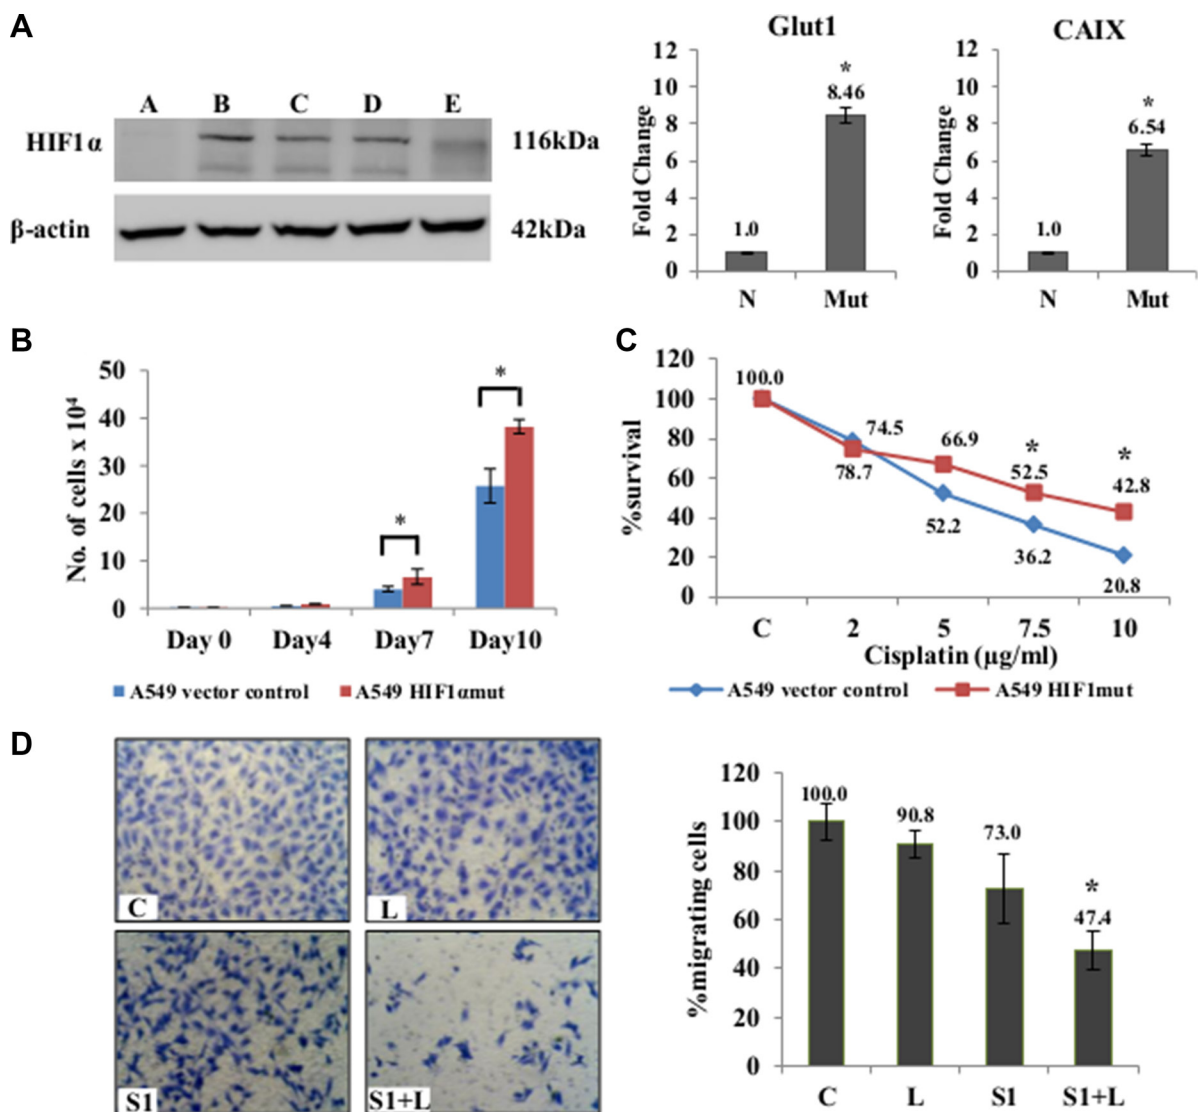 A
A B C D E
HIF1α
116kDa
β-actin
42kDa
Glut1
12
10
8
6
4
2
0
Fold Change
1.0
*
8.46
N Mut
CAIX
12
10
8
6
4
2
0
Fold Change
1.0
*
6.54
N Mut
B
50
40
30
20
10
0
No. of cells x 10⁴
*
*
Day 0 Day4 Day7 Day10
A549 vector control A549 HIF1αmut
C
120
100
80
60
40
20
0
%survival
100.0
74.5
78.7
66.9
52.2
*
52.5
36.2
*
42.8
20.8
C 2 5 7.5 10
Cisplatin (µg/ml)
A549 vector control A549 HIF1mut
D
C
L
S1
S1+L
120
100
80
60
40
20
0
%migrating cells
100.0
90.8
73.0
*
47.4
C L S1 S1+L